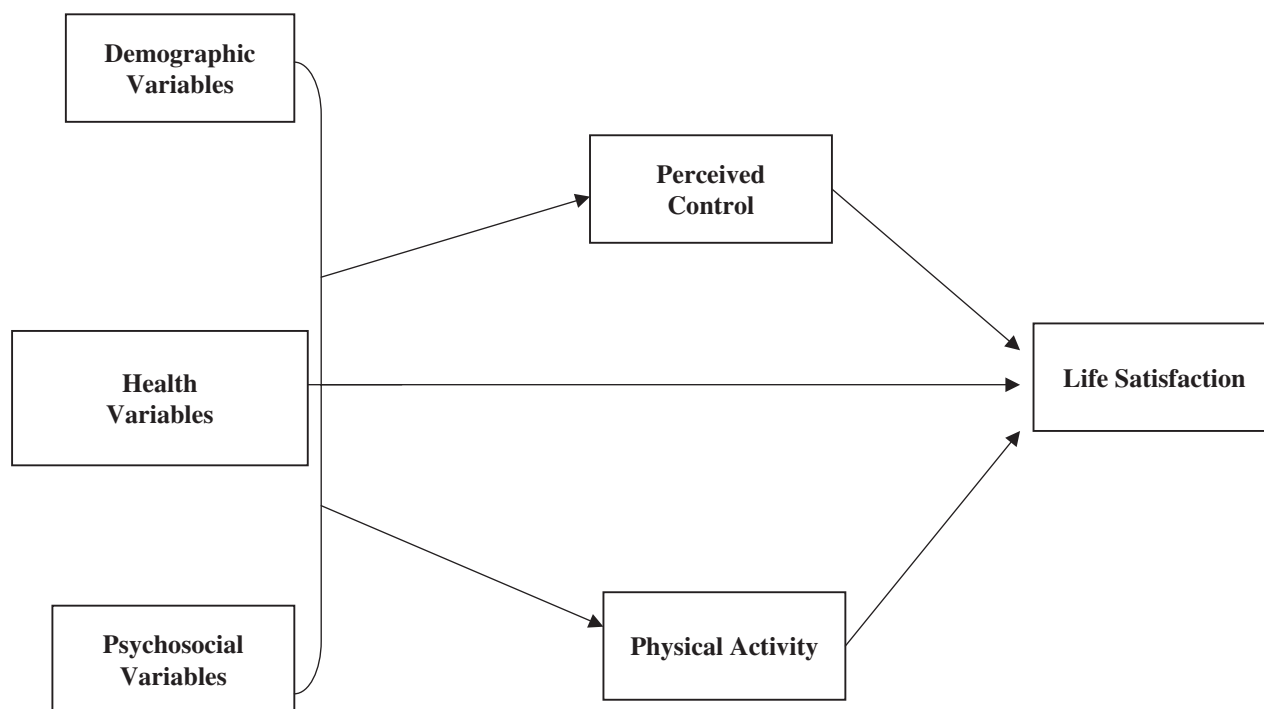 Demographic
Variables
Perceived
Control
Health
Variables
Life Satisfaction
Psychosocial
Variables
Physical Activity